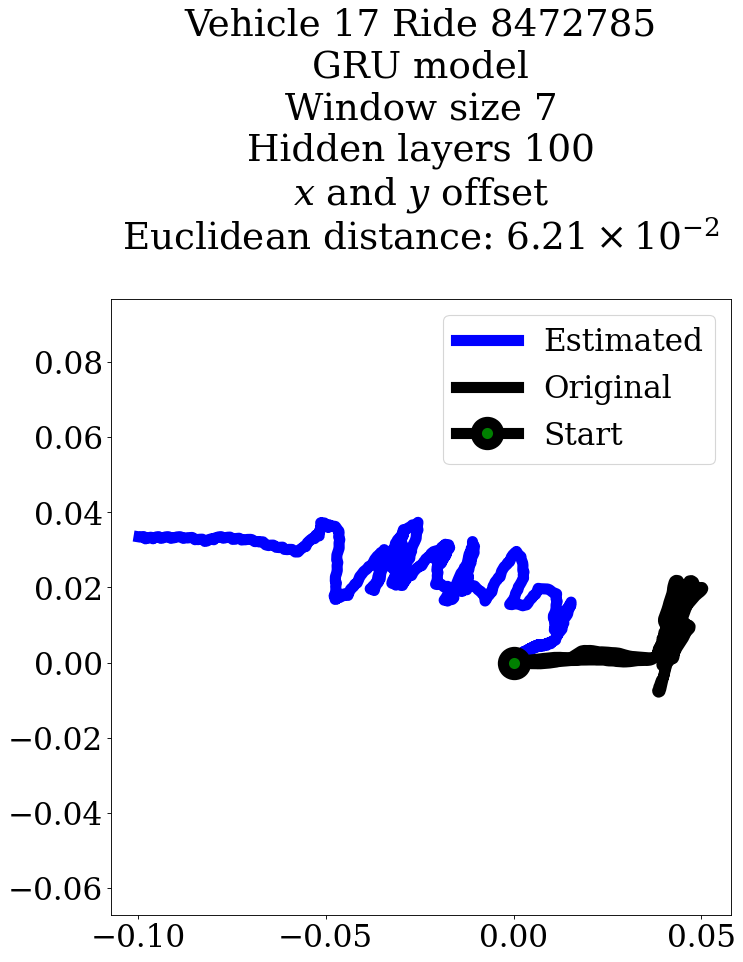 Vehicle 17 Ride 8472785
GRU model
Window size 7
Hidden layers 100
x and y offset
Euclidean distance: 6.21 × 10⁻²
Estimated
Original
Start
0.08
0.06
0.04
0.02
0.00
−0.02
−0.04
−0.06
−0.10 −0.05 0.00 0.05